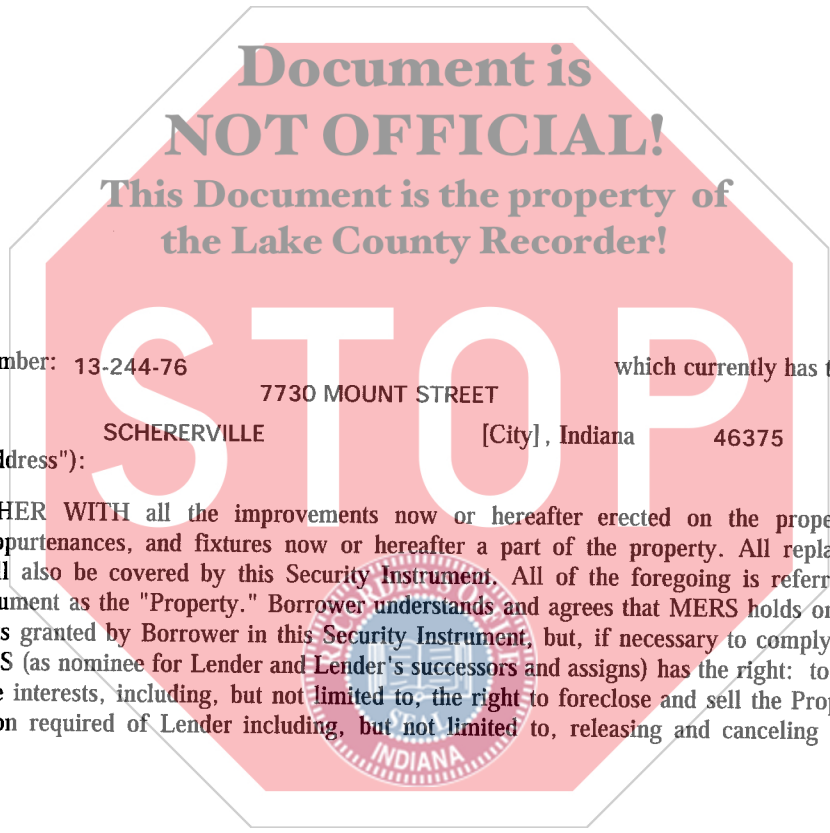 Document is
NOT OFFICIAL!
This Document is the property of
the Lake County Recorder!
STOP
mber: 13-244-76 which currently has t
7730 MOUNT STREET
SCHERERVILLE [City], Indiana 46375
ddress"):
HER WITH all the improvements now or hereafter erected on the prope
ppurtenances, and fixtures now or hereafter a part of the property. All repla
l also be covered by this Security Instrument. All of the foregoing is referr
ument as the "Property." Borrower understands and agrees that MERS holds on
s granted by Borrower in this Security Instrument, but, if necessary to comply
S (as nominee for Lender and Lender's successors and assigns) has the right: to
e interests, including, but not limited to, the right to foreclose and sell the Prop
on required of Lender including, but not limited to, releasing and canceling
RECORDER'S OFFICE
SEAL
INDIANA